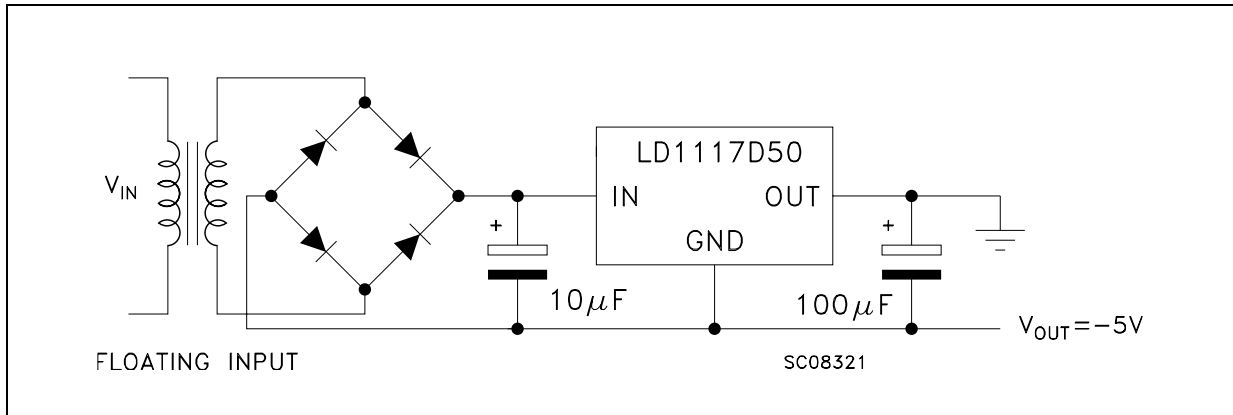 LD1117D50
V_IN
IN OUT
+ +
GND
10μF 100μF
V_OUT=-5V
FLOATING INPUT
SC08321